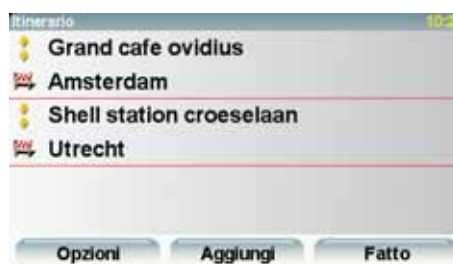 Itinerario
Grand cafe ovidius
Amsterdam
Shell station croeselaan
Utrecht
Opzioni Aggiungi Fatto